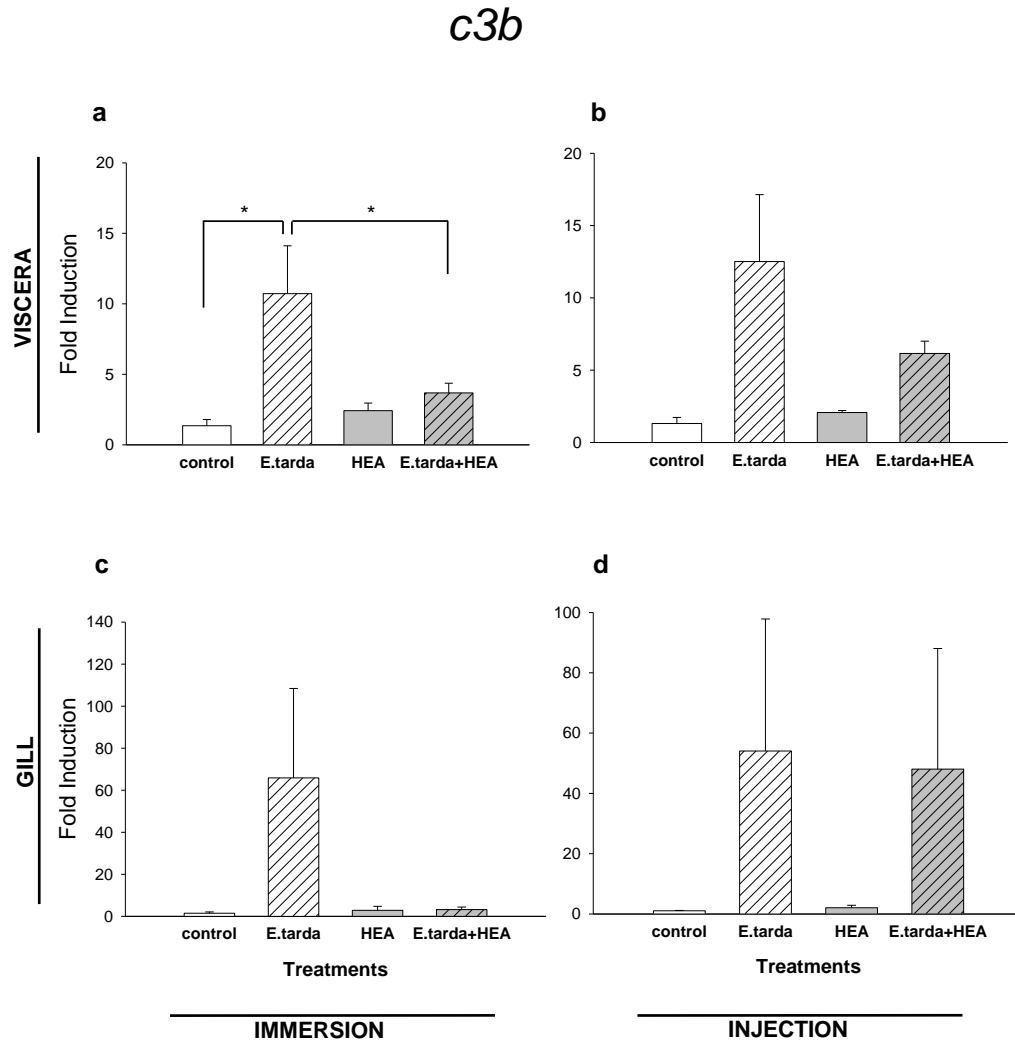 c3b
a
b
VISCERA
Fold Induction
20
15
10
5
0
*
*
control
E.tarda
HEA
E.tarda+HEA
20
15
10
5
0
control
E.tarda
HEA
E.tarda+HEA
c
d
GILL
Fold Induction
140
120
100
80
60
40
20
0
control
E.tarda
HEA
E.tarda+HEA
Treatments
100
80
60
40
20
0
control
E.tarda
HEA
E.tarda+HEA
Treatments
IMMERSION
INJECTION